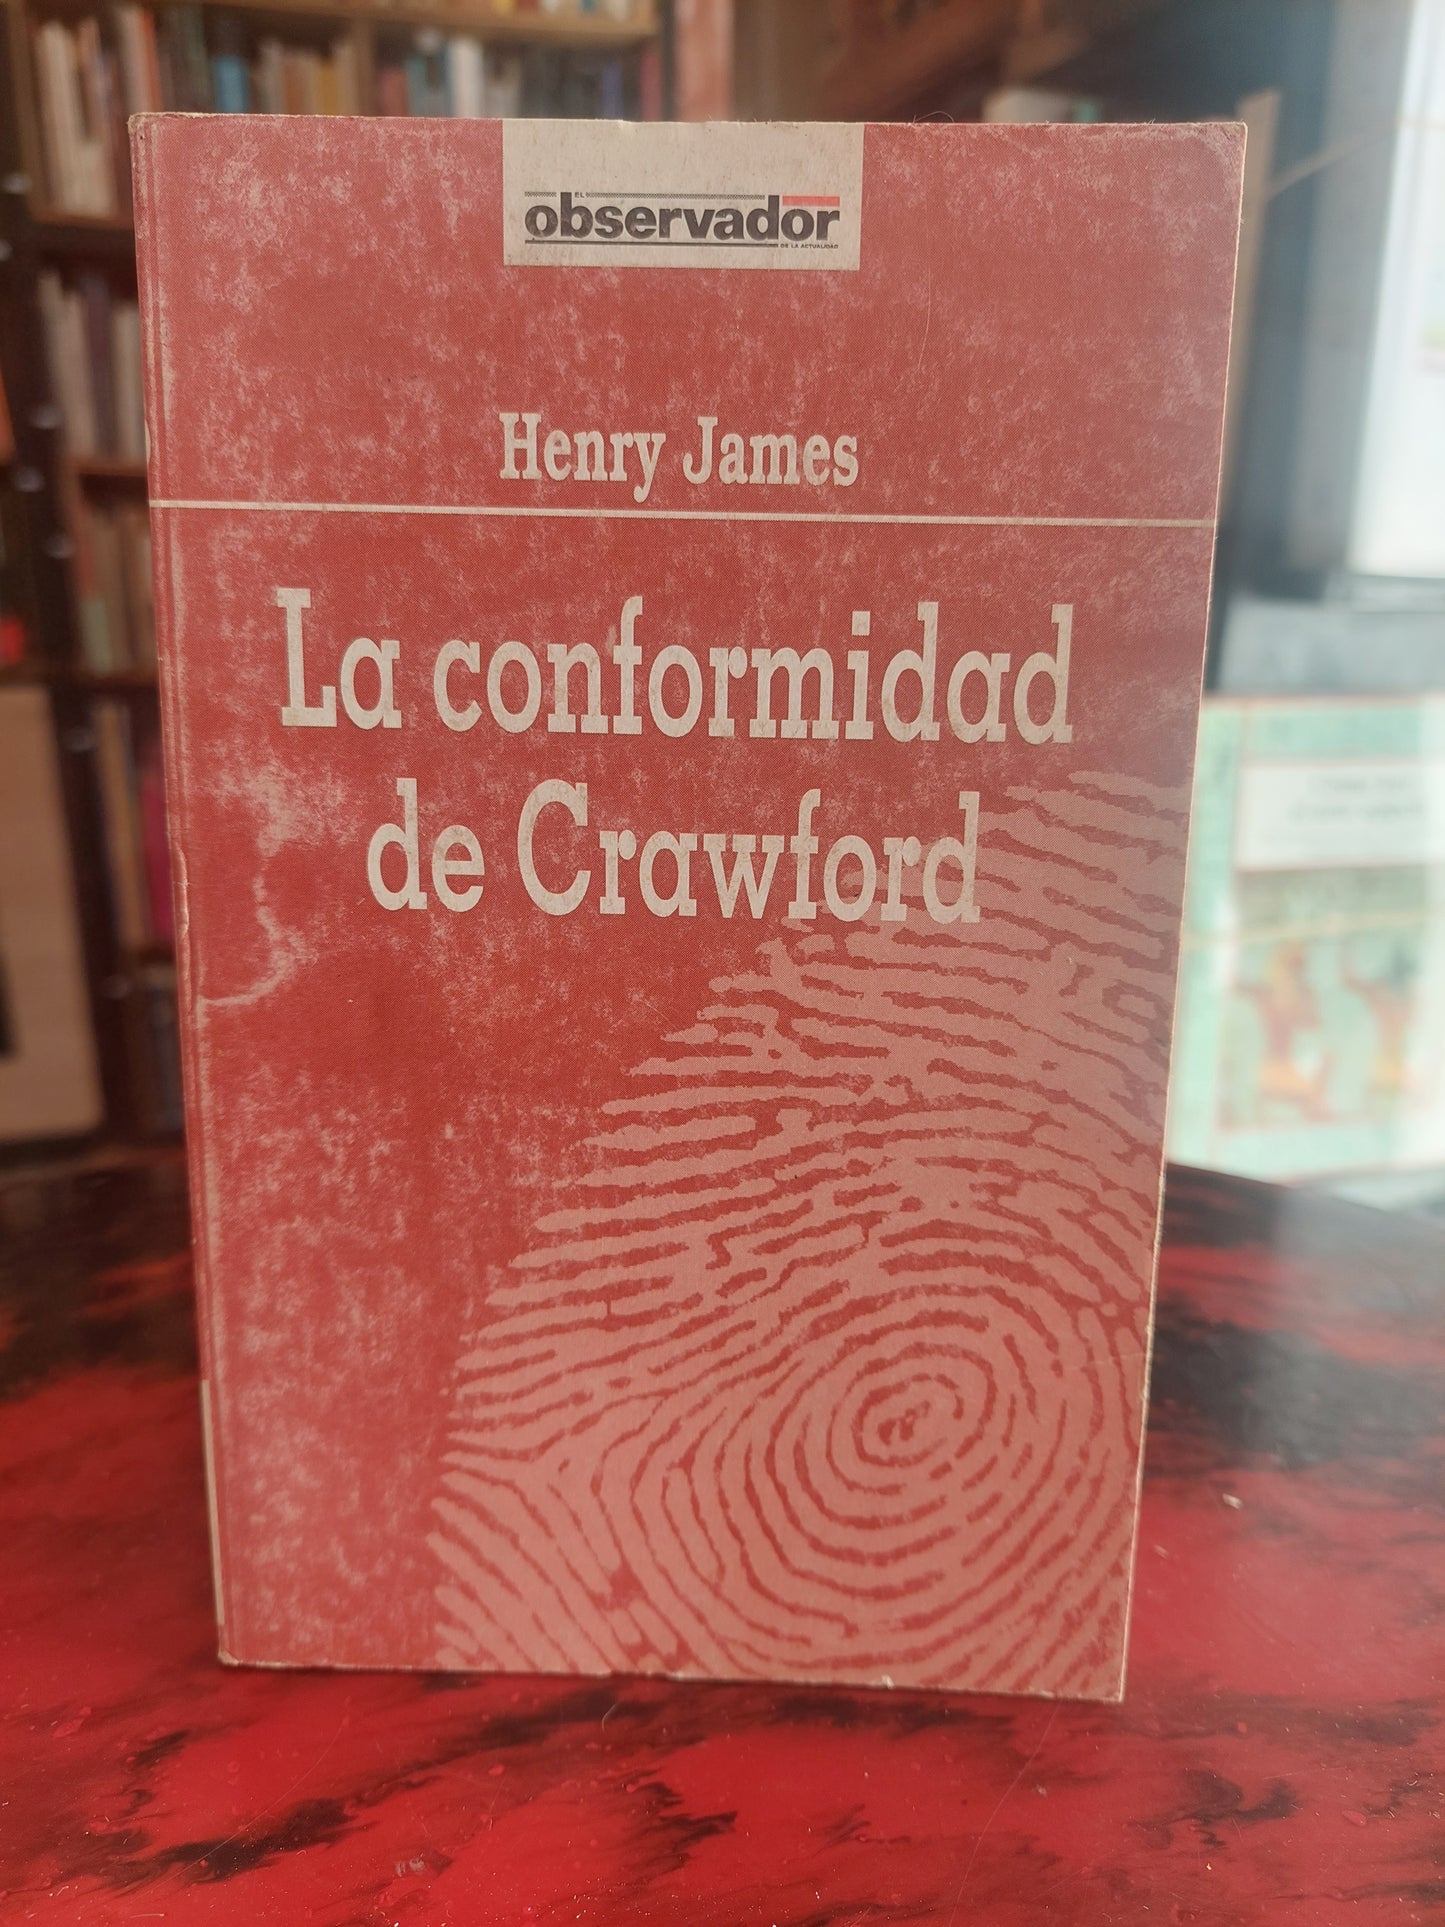 EL
observador
DE LA ACTUALIDAD
Henry James
La conformidad
de Crawford